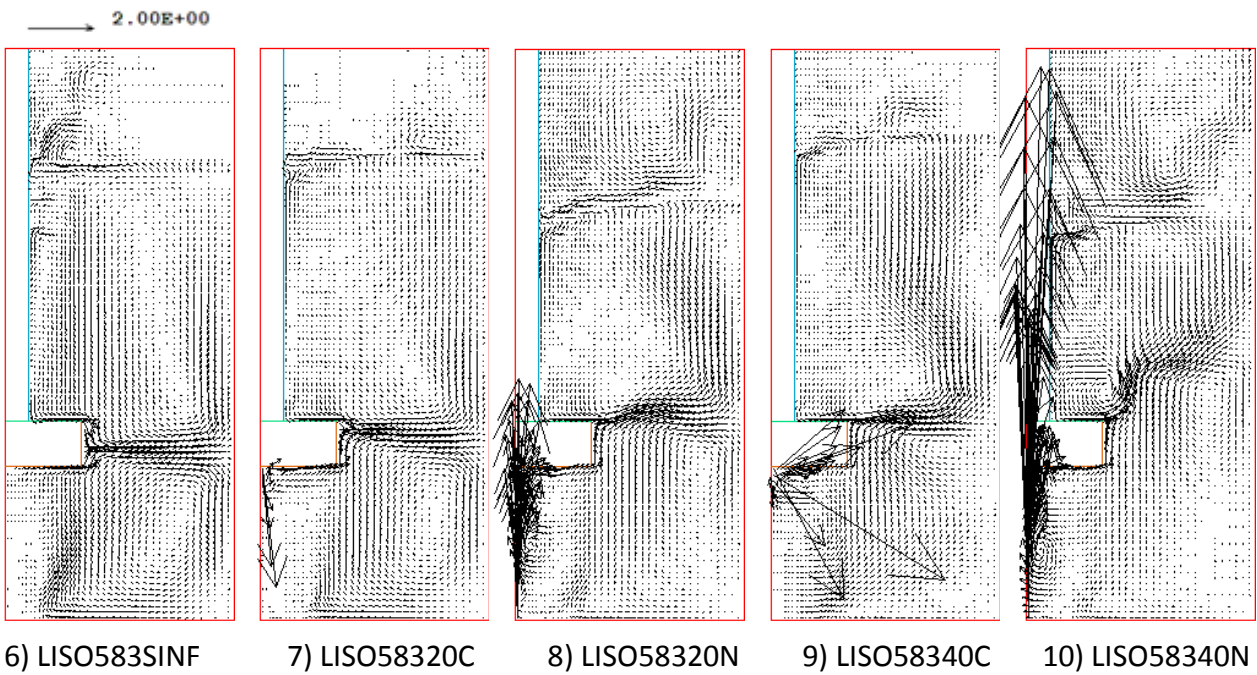 2.00E+00
6) LISO583SINF
7) LISO58320C
8) LISO58320N
9) LISO58340C
10) LISO58340N